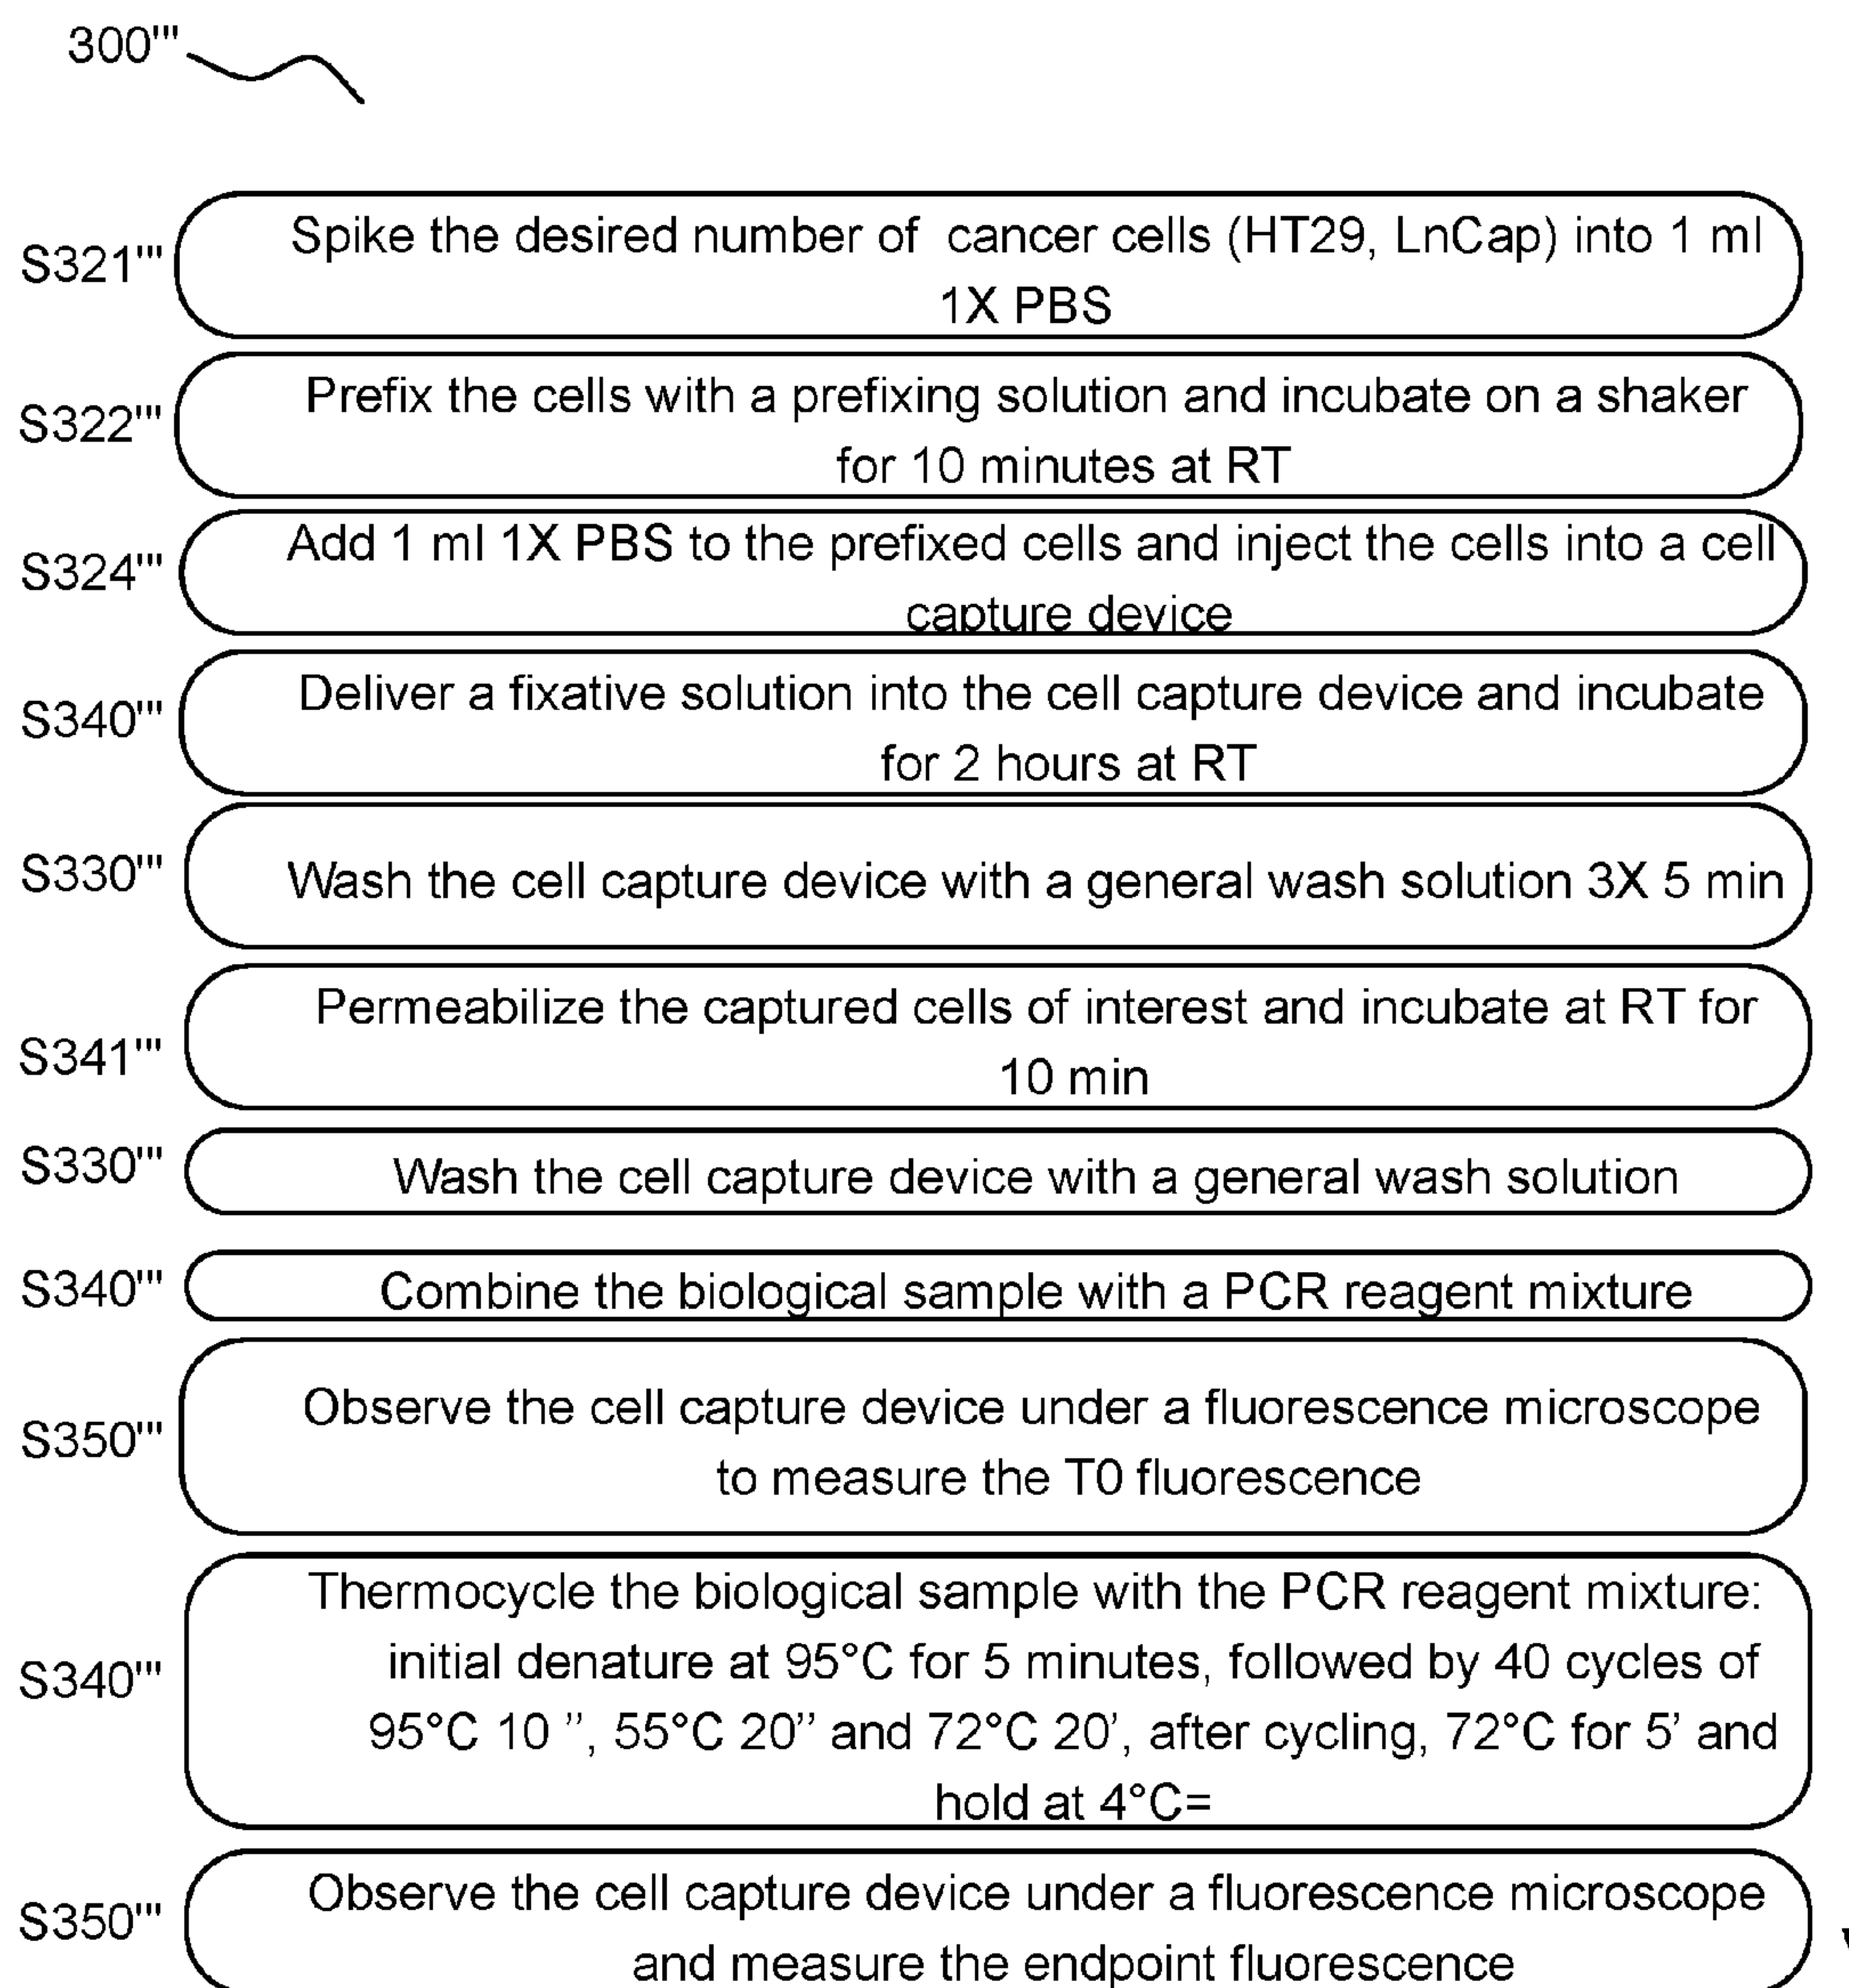 300'''
S321'''
Spike the desired number of cancer cells (HT29, LnCap) into 1 ml
1X PBS
S322'''
Prefix the cells with a prefixing solution and incubate on a shaker
for 10 minutes at RT
S324'''
Add 1 ml 1X PBS to the prefixed cells and inject the cells into a cell
capture device
S340'''
Deliver a fixative solution into the cell capture device and incubate
for 2 hours at RT
S330'''
Wash the cell capture device with a general wash solution 3X 5 min
S341'''
Permeabilize the captured cells of interest and incubate at RT for
10 min
S330'''
Wash the cell capture device with a general wash solution
S340'''
Combine the biological sample with a PCR reagent mixture
S350'''
Observe the cell capture device under a fluorescence microscope
to measure the T0 fluorescence
S340'''
Thermocycle the biological sample with the PCR reagent mixture:
initial denature at 95°C for 5 minutes, followed by 40 cycles of
95°C 10 ”, 55°C 20” and 72°C 20’, after cycling, 72°C for 5’ and
hold at 4°C=
S350'''
Observe the cell capture device under a fluorescence microscope
and measure the endpoint fluorescence